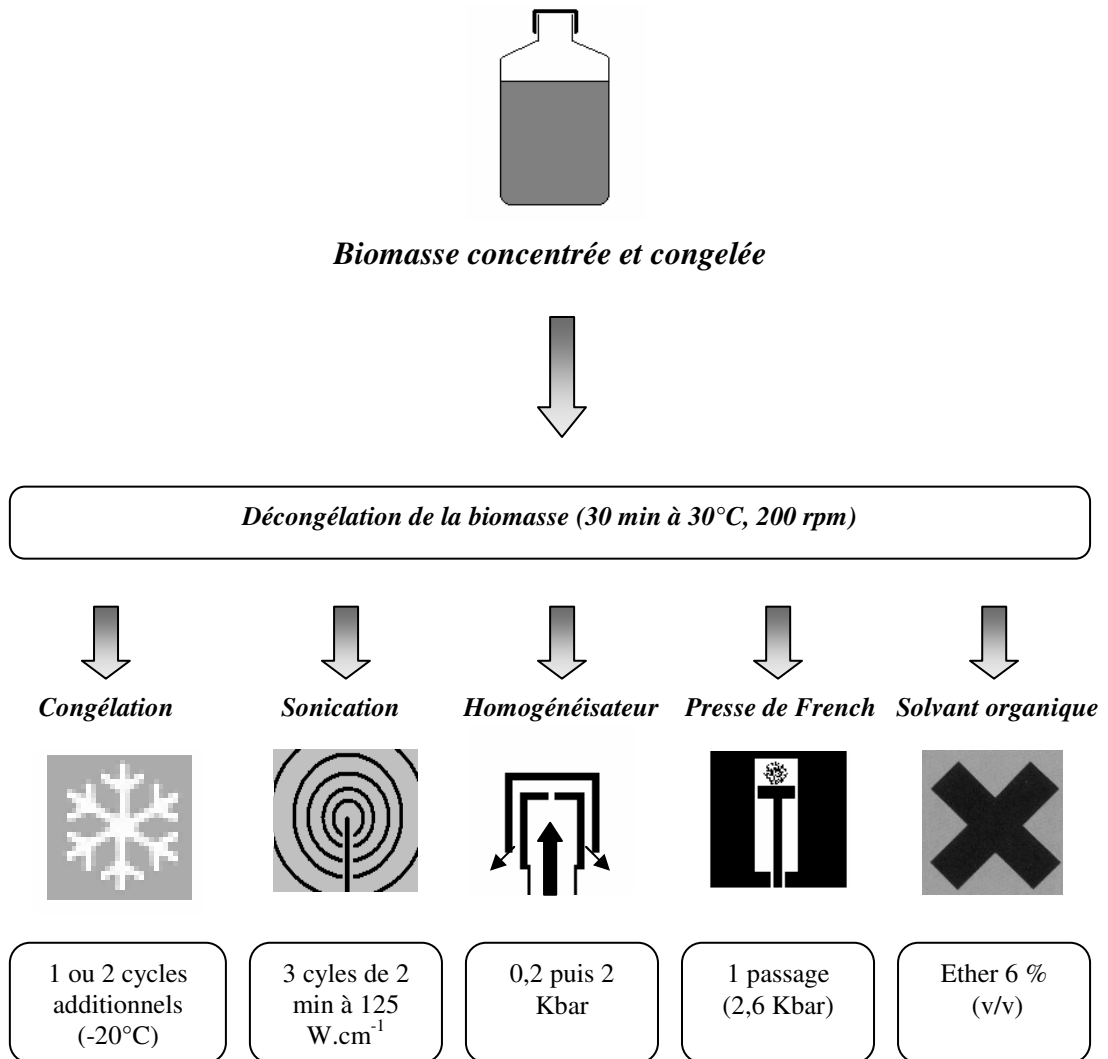 Biomasse concentrée et congelée
Décongélation de la biomasse (30 min à 30°C, 200 rpm)
Congélation
Sonication
Homogénéisateur
Presse de French
Solvant organique
1 ou 2 cycles
additionnels
(-20°C)
3 cyles de 2
min à 125
W.cm⁻¹
0,2 puis 2
Kbar
1 passage
(2,6 Kbar)
Ether 6 %
(v/v)